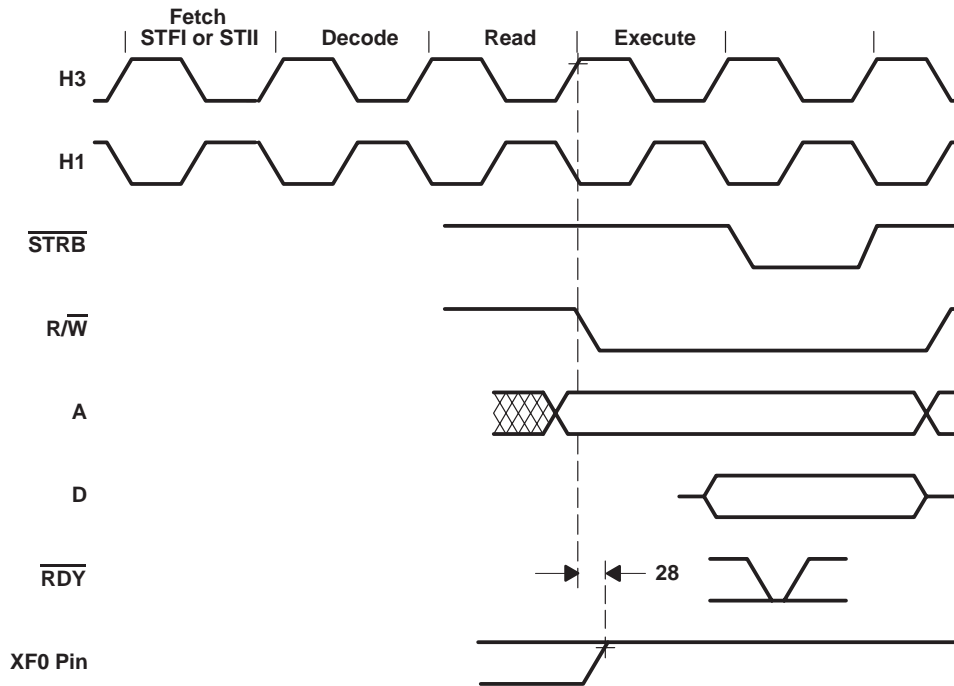 Fetch
STFI or STII
Decode
Read
Execute
H3
H1
STRB
R/W
A
D
RDY
28
XF0 Pin